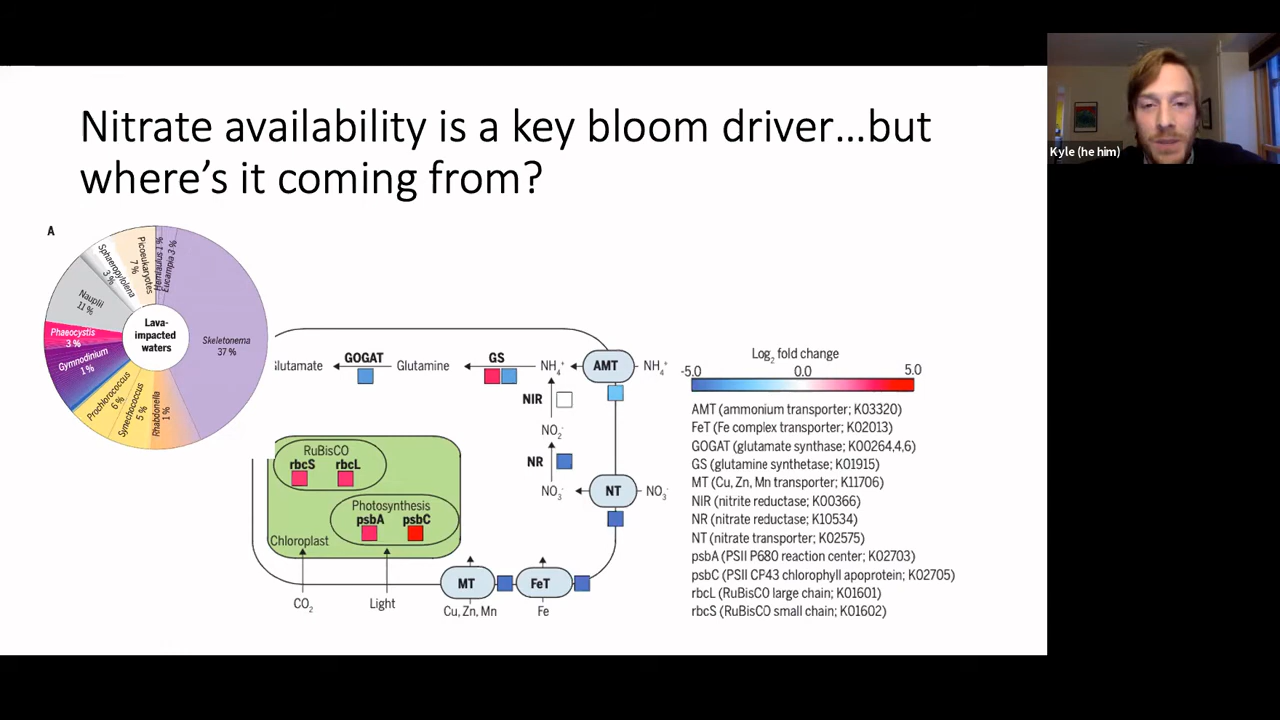 Nitrate availability is a key bloom driver...but
where's it coming from?
Kyle (he him)
A
Hemiaulus 1 %
Eucampia 3 %
Picoeukaryotes
7 %
Sphaeropylolena
3 %
Nauplii
11 %
Phaeocystis
3 %
Gymnodinium
1%
Prochlorococcus
6 %
Synechococcus
5 %
Rhabdonella
1 %
Skeletonema
37 %
Lava-
impacted
waters
lutamate GOGAT Glutamine GS NH4+ AMT NH4+
NIR
NO2-
NR
NO3- NT NO3-
RuBisCO
rbcS rbcL
Photosynthesis
psbA psbC
Chloroplast
MT FeT
CO2 Light Cu, Zn, Mn Fe
Log2 fold change
-5.0 0.0 5.0
AMT (ammonium transporter; K03320)
FeT (Fe complex transporter; K02013)
GOGAT (glutamate synthase; K00264,4,6)
GS (glutamine synthetase; K01915)
MT (Cu, Zn, Mn transporter; K11706)
NIR (nitrite reductase; K00366)
NR (nitrate reductase; K10534)
NT (nitrate transporter; K02575)
psbA (PSII P680 reaction center; K02703)
psbC (PSII CP43 chlorophyll apoprotein; K02705)
rbcL (RuBisCO large chain; K01601)
rbcS (RuBisCO small chain; K01602)